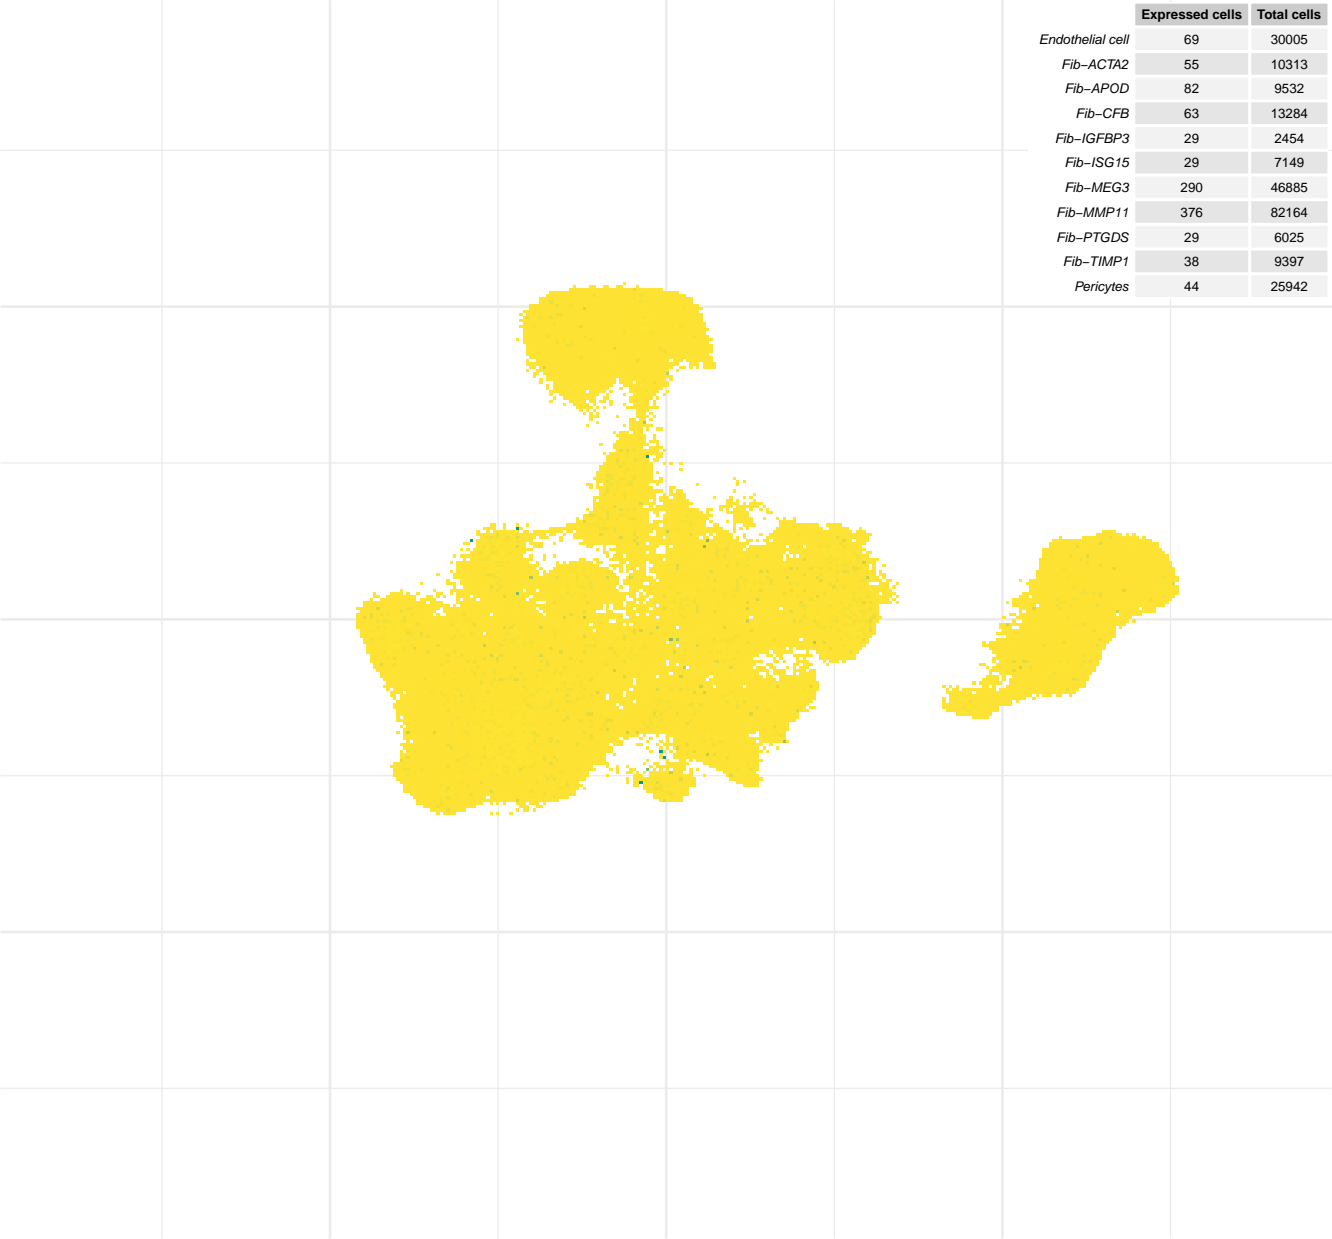 Expressed cells Total cells
Endothelial cell 69 30005
Fib−ACTA2 55 10313
Fib−APOD 82 9532
Fib−CFB 63 13284
Fib−IGFBP3 29 2454
Fib−ISG15 29 7149
Fib−MEG3 290 46885
Fib−MMP11 376 82164
Fib−PTGDS 29 6025
Fib−TIMP1 38 9397
Pericytes 44 25942